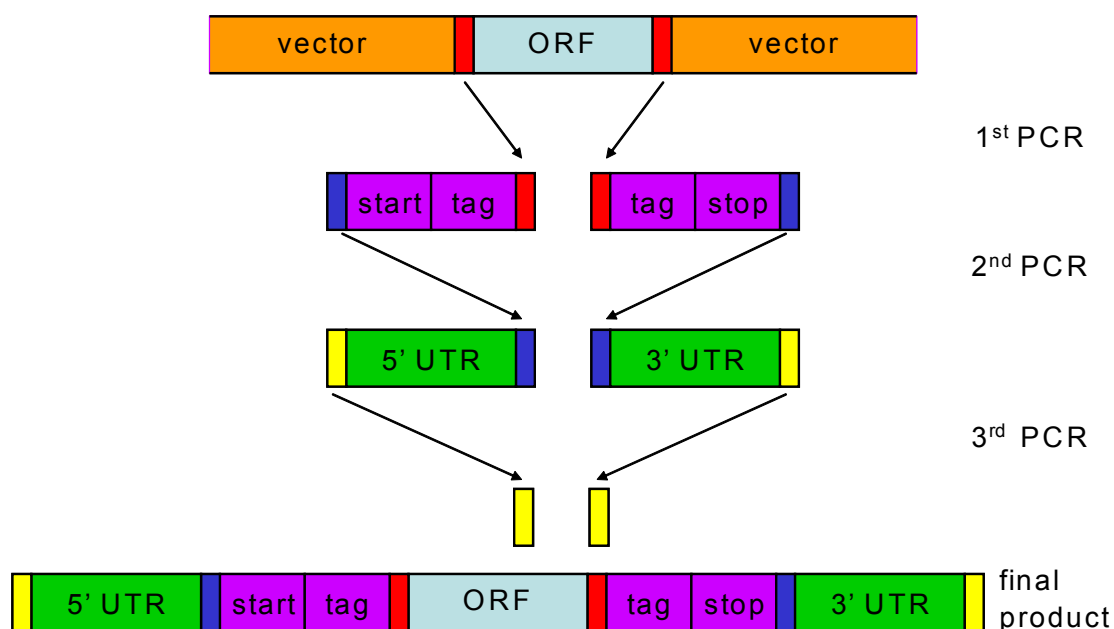 vector ORF vector
1st PCR
start tag tag stop
2nd PCR
5' UTR 3' UTR
3rd PCR
5' UTR start tag ORF tag stop 3' UTR
final
product